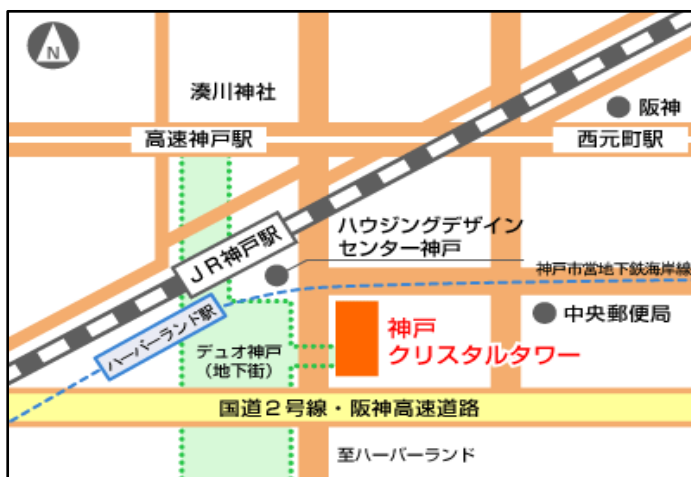 N
湊川神社
阪神
高速神戸駅
西元町駅
JR神戸駅
ハウジングデザイン
センター神戸
神戸市営地下鉄海岸線
ハーバーランド駅
中央郵便局
神戸
クリスタルタワー
デュオ神戸
(地下街)
国道2号線・阪神高速道路
至ハーバーランド